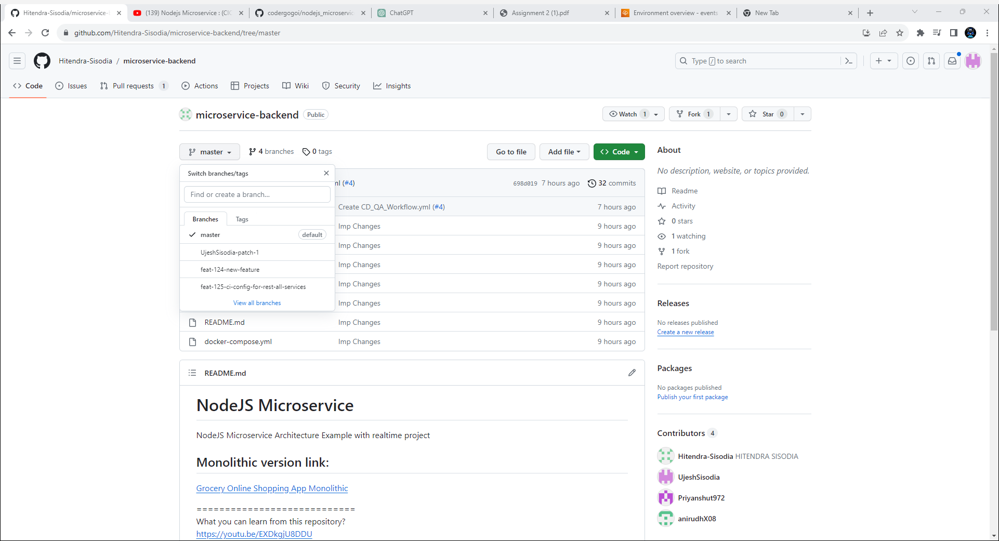 Hitendra-Sisodia/microservice-b
(139) Nodejs Microservice : (CIC
codergogoi/nodejs_microservic
ChatGPT
Assignment 2 (1).pdf
Environment overview - events
New Tab
github.com/Hitendra-Sisodia/microservice-backend/tree/master
Hitendra-Sisodia / microservice-backend
Type / to search
Code
Issues
Pull requests 1
Actions
Projects
Wiki
Security
Insights
microservice-backend Public
Watch 1
Fork 1
Star 0
master
4 branches
0 tags
Go to file
Add file
Code
Switch branches/tags
Find or create a branch...
Branches
Tags
master default
UjeshSisodia-patch-1
feat-124-new-feature
feat-125-ci-config-for-rest-all-services
View all branches
ml (#4) 698d019 7 hours ago 32 commits
Create CD_QA_Workflow.yml (#4) 7 hours ago
Imp Changes 9 hours ago
Imp Changes 9 hours ago
Imp Changes 9 hours ago
Imp Changes 9 hours ago
Imp Changes 9 hours ago
README.md Imp Changes 9 hours ago
docker-compose.yml Imp Changes 9 hours ago
README.md
NodeJS Microservice
NodeJS Microservice Architecture Example with realtime project
Monolithic version link:
Grocery Online Shopping App Monolithic
============================
What you can learn from this repository?
https://youtu.be/EXDkgjU8DDU
About
No description, website, or topics provided.
Readme
Activity
0 stars
1 watching
1 fork
Report repository
Releases
No releases published
Create a new release
Packages
No packages published
Publish your first package
Contributors 4
Hitendra-Sisodia HITENDRA SISODIA
UjeshSisodia
Priyanshut972
anirudhX08